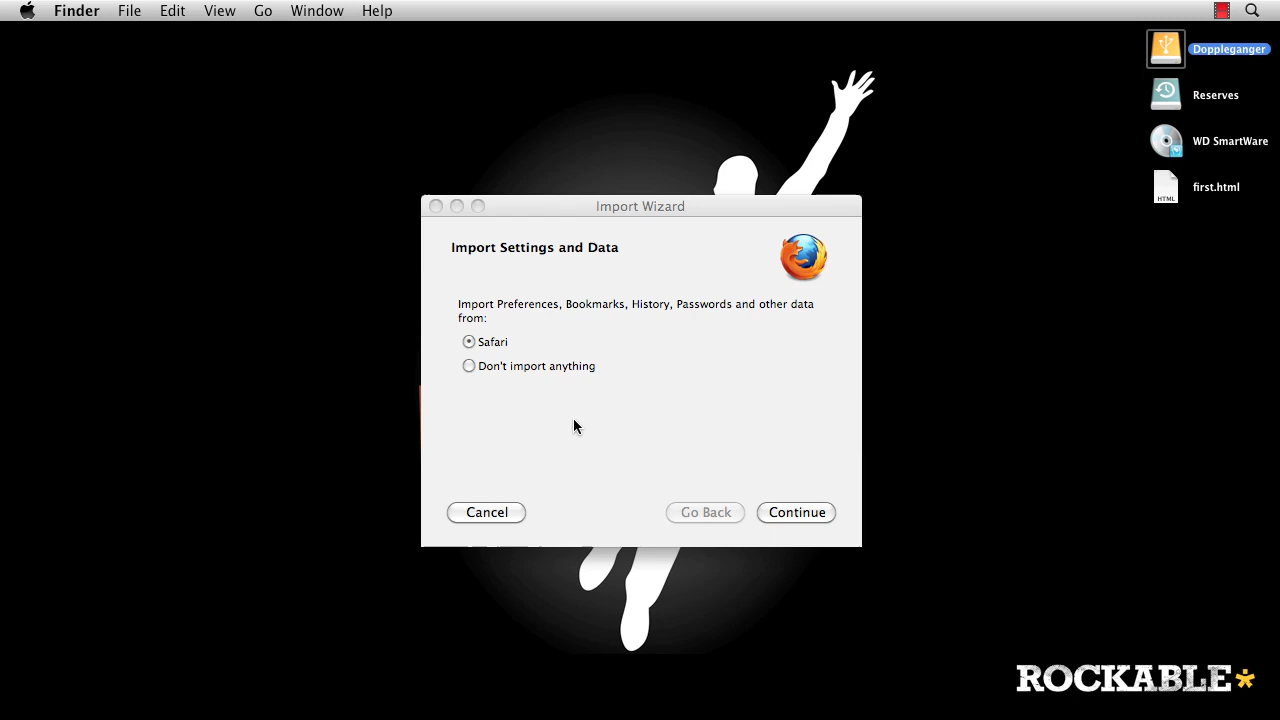 Finder File Edit View Go Window Help
Doppleganger
Reserves
WD SmartWare
HTML
first.html
Import Wizard
Import Settings and Data
Import Preferences, Bookmarks, History, Passwords and other data
from:
Safari
Don't import anything
Cancel
Go Back
Continue
ROCKABLE*